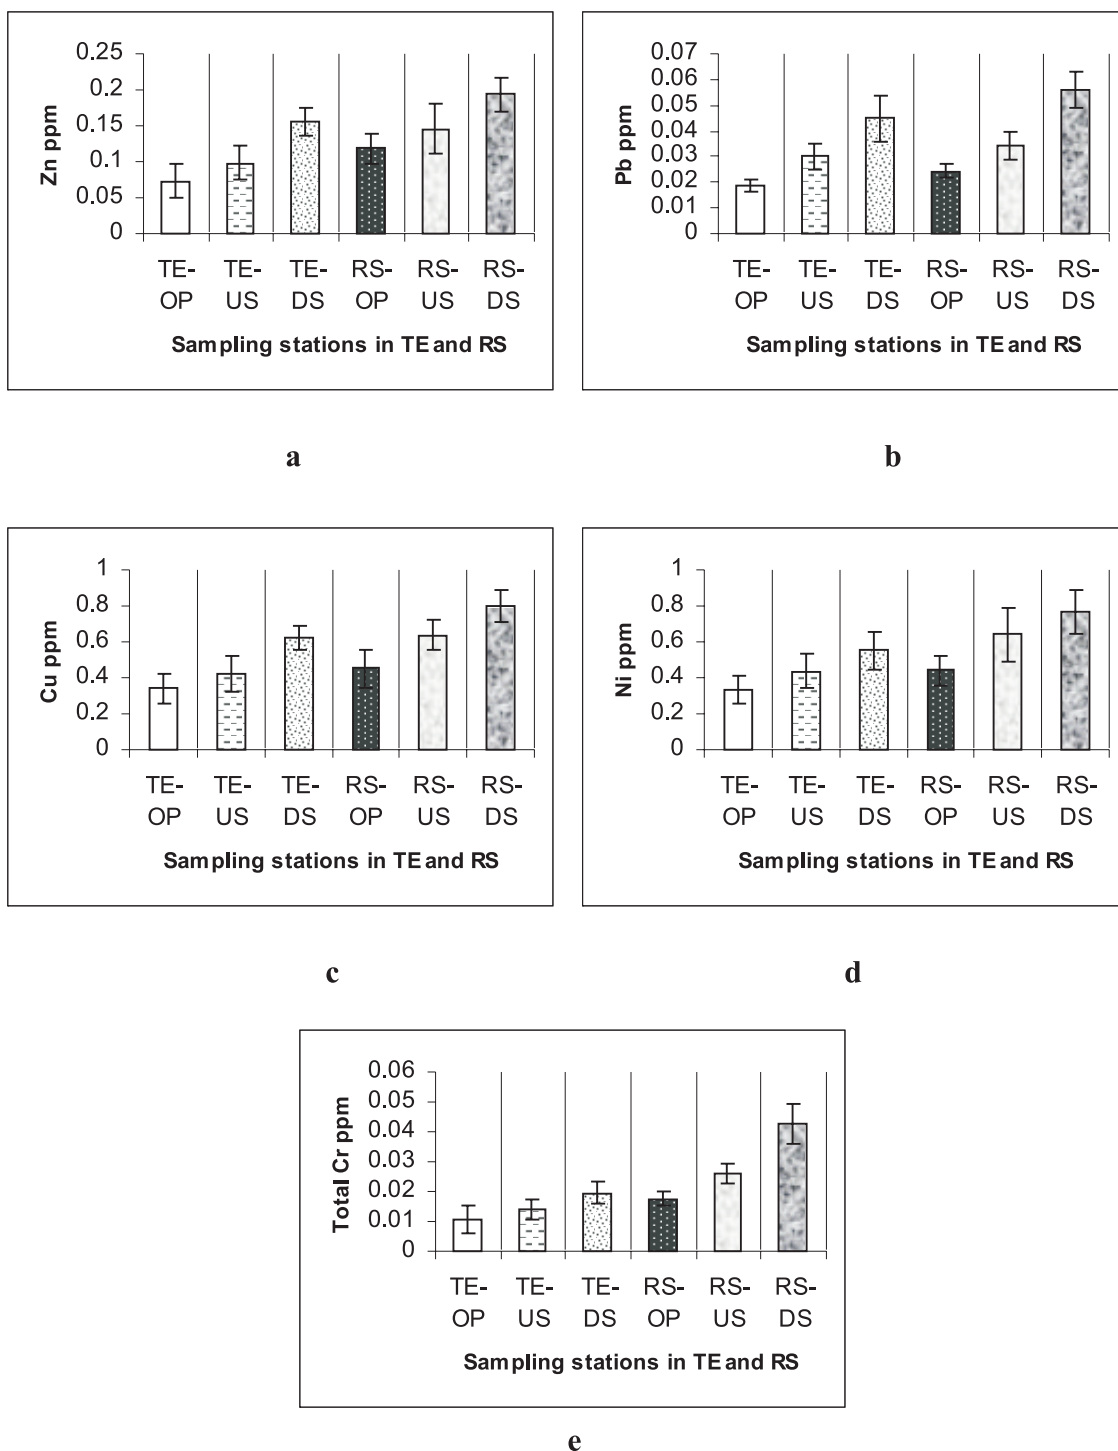 0.25
0.2
0.15
0.1
0.05
0
Zn ppm
TE- TE- TE- RS- RS- RS-
OP US DS OP US DS
Sampling stations in TE and RS
a
0.07
0.06
0.05
0.04
0.03
0.02
0.01
0
Pb ppm
TE- TE- TE- RS- RS- RS-
OP US DS OP US DS
Sampling stations in TE and RS
b
1
0.8
0.6
0.4
0.2
0
Cu ppm
TE- TE- TE- RS- RS- RS-
OP US DS OP US DS
Sampling stations in TE and RS
c
1
0.8
0.6
0.4
0.2
0
Ni ppm
TE- TE- TE- RS- RS- RS-
OP US DS OP US DS
Sampling stations in TE and RS
d
0.06
0.05
0.04
0.03
0.02
0.01
0
Total Cr ppm
TE- TE- TE- RS- RS- RS-
OP US DS OP US DS
Sampling stations in TE and RS
e